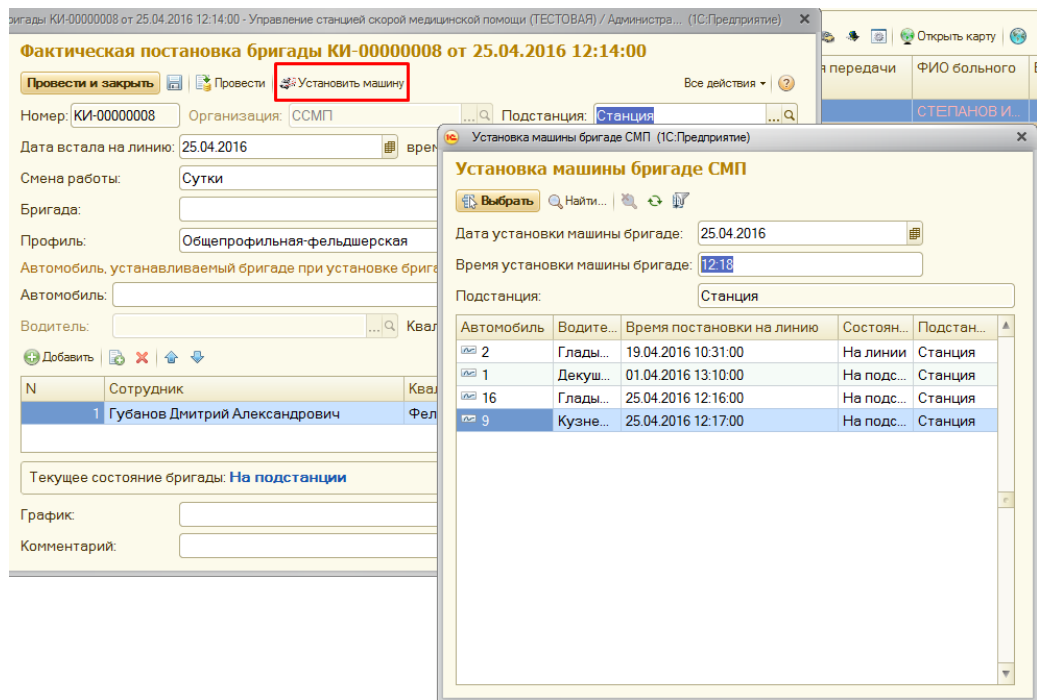 ригады КИ-00000008 от 25.04.2016 12:14:00 - Управление станцией скорой медицинской помощи (ТЕСТОВАЯ) / Администра... (1С:Предприятие)
Фактическая постановка бригады КИ-00000008 от 25.04.2016 12:14:00
Провести и закрыть Провести Установить машину Все действия
Номер: КИ-00000008 Организация: ССМП Подстанция: Станция
Дата встала на линию: 25.04.2016 врем
Смена работы: Сутки
Бригада:
Профиль: Общепрофильная-фельдшерская
Автомобиль, устанавливаемый бригаде при установке брига
Автомобиль:
Водитель: Квал
Добавить
N Сотрудник Квал
1 Губанов Дмитрий Александрович Фел
Текущее состояние бригады: На подстанции
График:
Комментарий:
Открыть карту
я передачи ФИО больного
СТЕПАНОВ И...
Установка машины бригаде СМП (1С:Предприятие)
Установка машины бригаде СМП
Выбрать Найти...
Дата установки машины бригаде: 25.04.2016
Время установки машины бригаде: 12:18
Подстанция: Станция
Автомобиль Водите... Время постановки на линию Состоян... Подстан...
2 Глады... 19.04.2016 10:31:00 На линии Станция
1 Декуш... 01.04.2016 13:10:00 На подс... Станция
16 Глады... 25.04.2016 12:16:00 На подс... Станция
9 Кузне... 25.04.2016 12:17:00 На подс... Станция